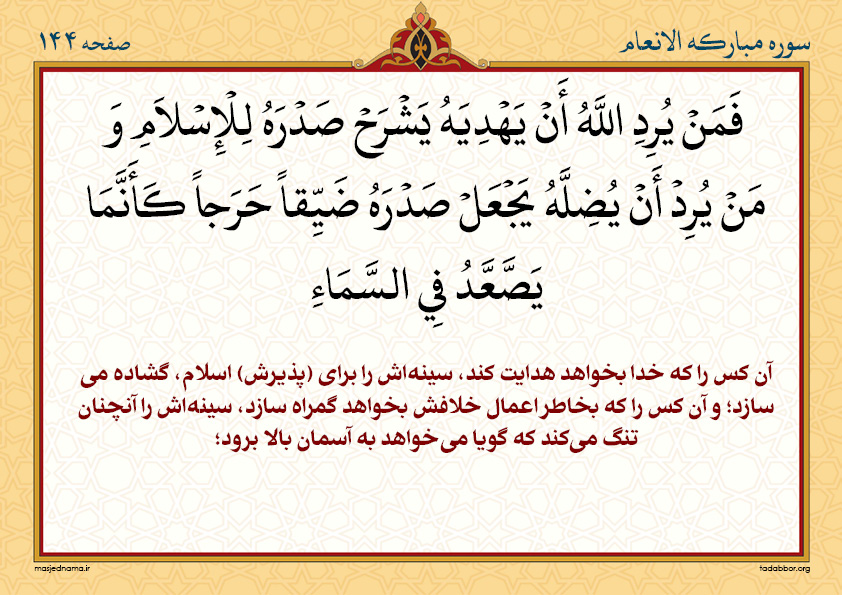 سوره مبارکه الانعام
صفحه ۱۴۴
فَمَنْ يُرِدِ اللَّهُ أَنْ يَهْدِيَهُ يَشْرَحْ صَدْرَهُ لِلْإِسْلاَمِ وَ
مَنْ يُرِدْ أَنْ يُضِلَّهُ يَجْعَلْ صَدْرَهُ ضَيِّقاً حَرَجاً كَأَنَّمَا
يَصَّعَّدُ فِي السَّمَاءِ
آن کس را که خدا بخواهد هدایت کند، سینه‌اش را برای (پذیرش) اسلام، گشاده می
سازد؛ و آن کس را که بخاطر اعمال خلافش بخواهد گمراه سازد، سینه‌اش را آنچنان
تنگ می‌کند که گویا می‌خواهد به آسمان بالا برود؛
masjednama.ir
tadabbor.org